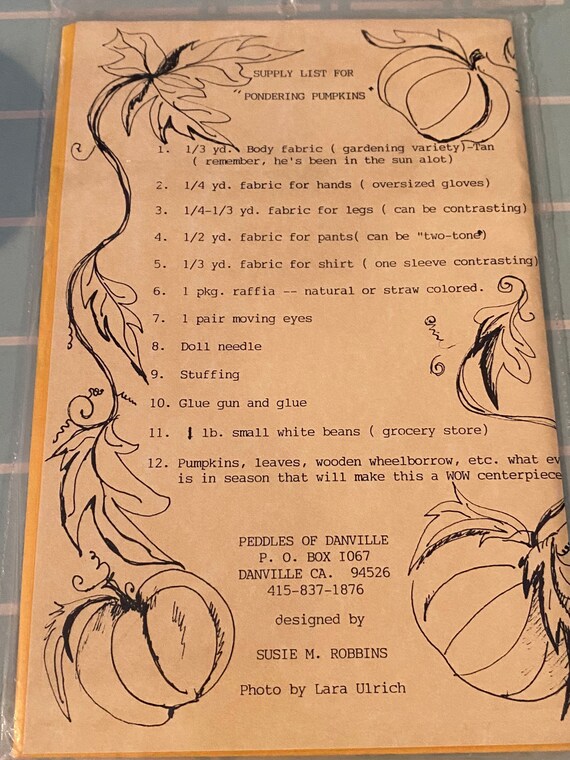 SUPPLY LIST FOR
"PONDERING PUMPKINS"
1. 1/3 yd. Body fabric ( gardening variety)-Tan
( remember, he's been in the sun alot)
2. 1/4 yd. fabric for hands ( oversized gloves)
3. 1/4-1/3 yd. fabric for legs ( can be contrasting)
4. 1/2 yd. fabric for pants( can be "two-tone")
5. 1/3 yd. fabric for shirt ( one sleeve contrasting)
6. 1 pkg. raffia -- natural or straw colored.
7. 1 pair moving eyes
8. Doll needle
9. Stuffing
10. Glue gun and glue
11. 1 lb. small white beans ( grocery store)
12. Pumpkins, leaves, wooden wheelborrow, etc. what ev
is in season that will make this a WOW centerpiece
PEDDLES OF DANVILLE
P. O. BOX I067
DANVILLE CA. 94526
415-837-1876
designed by
SUSIE M. ROBBINS
Photo by Lara Ulrich